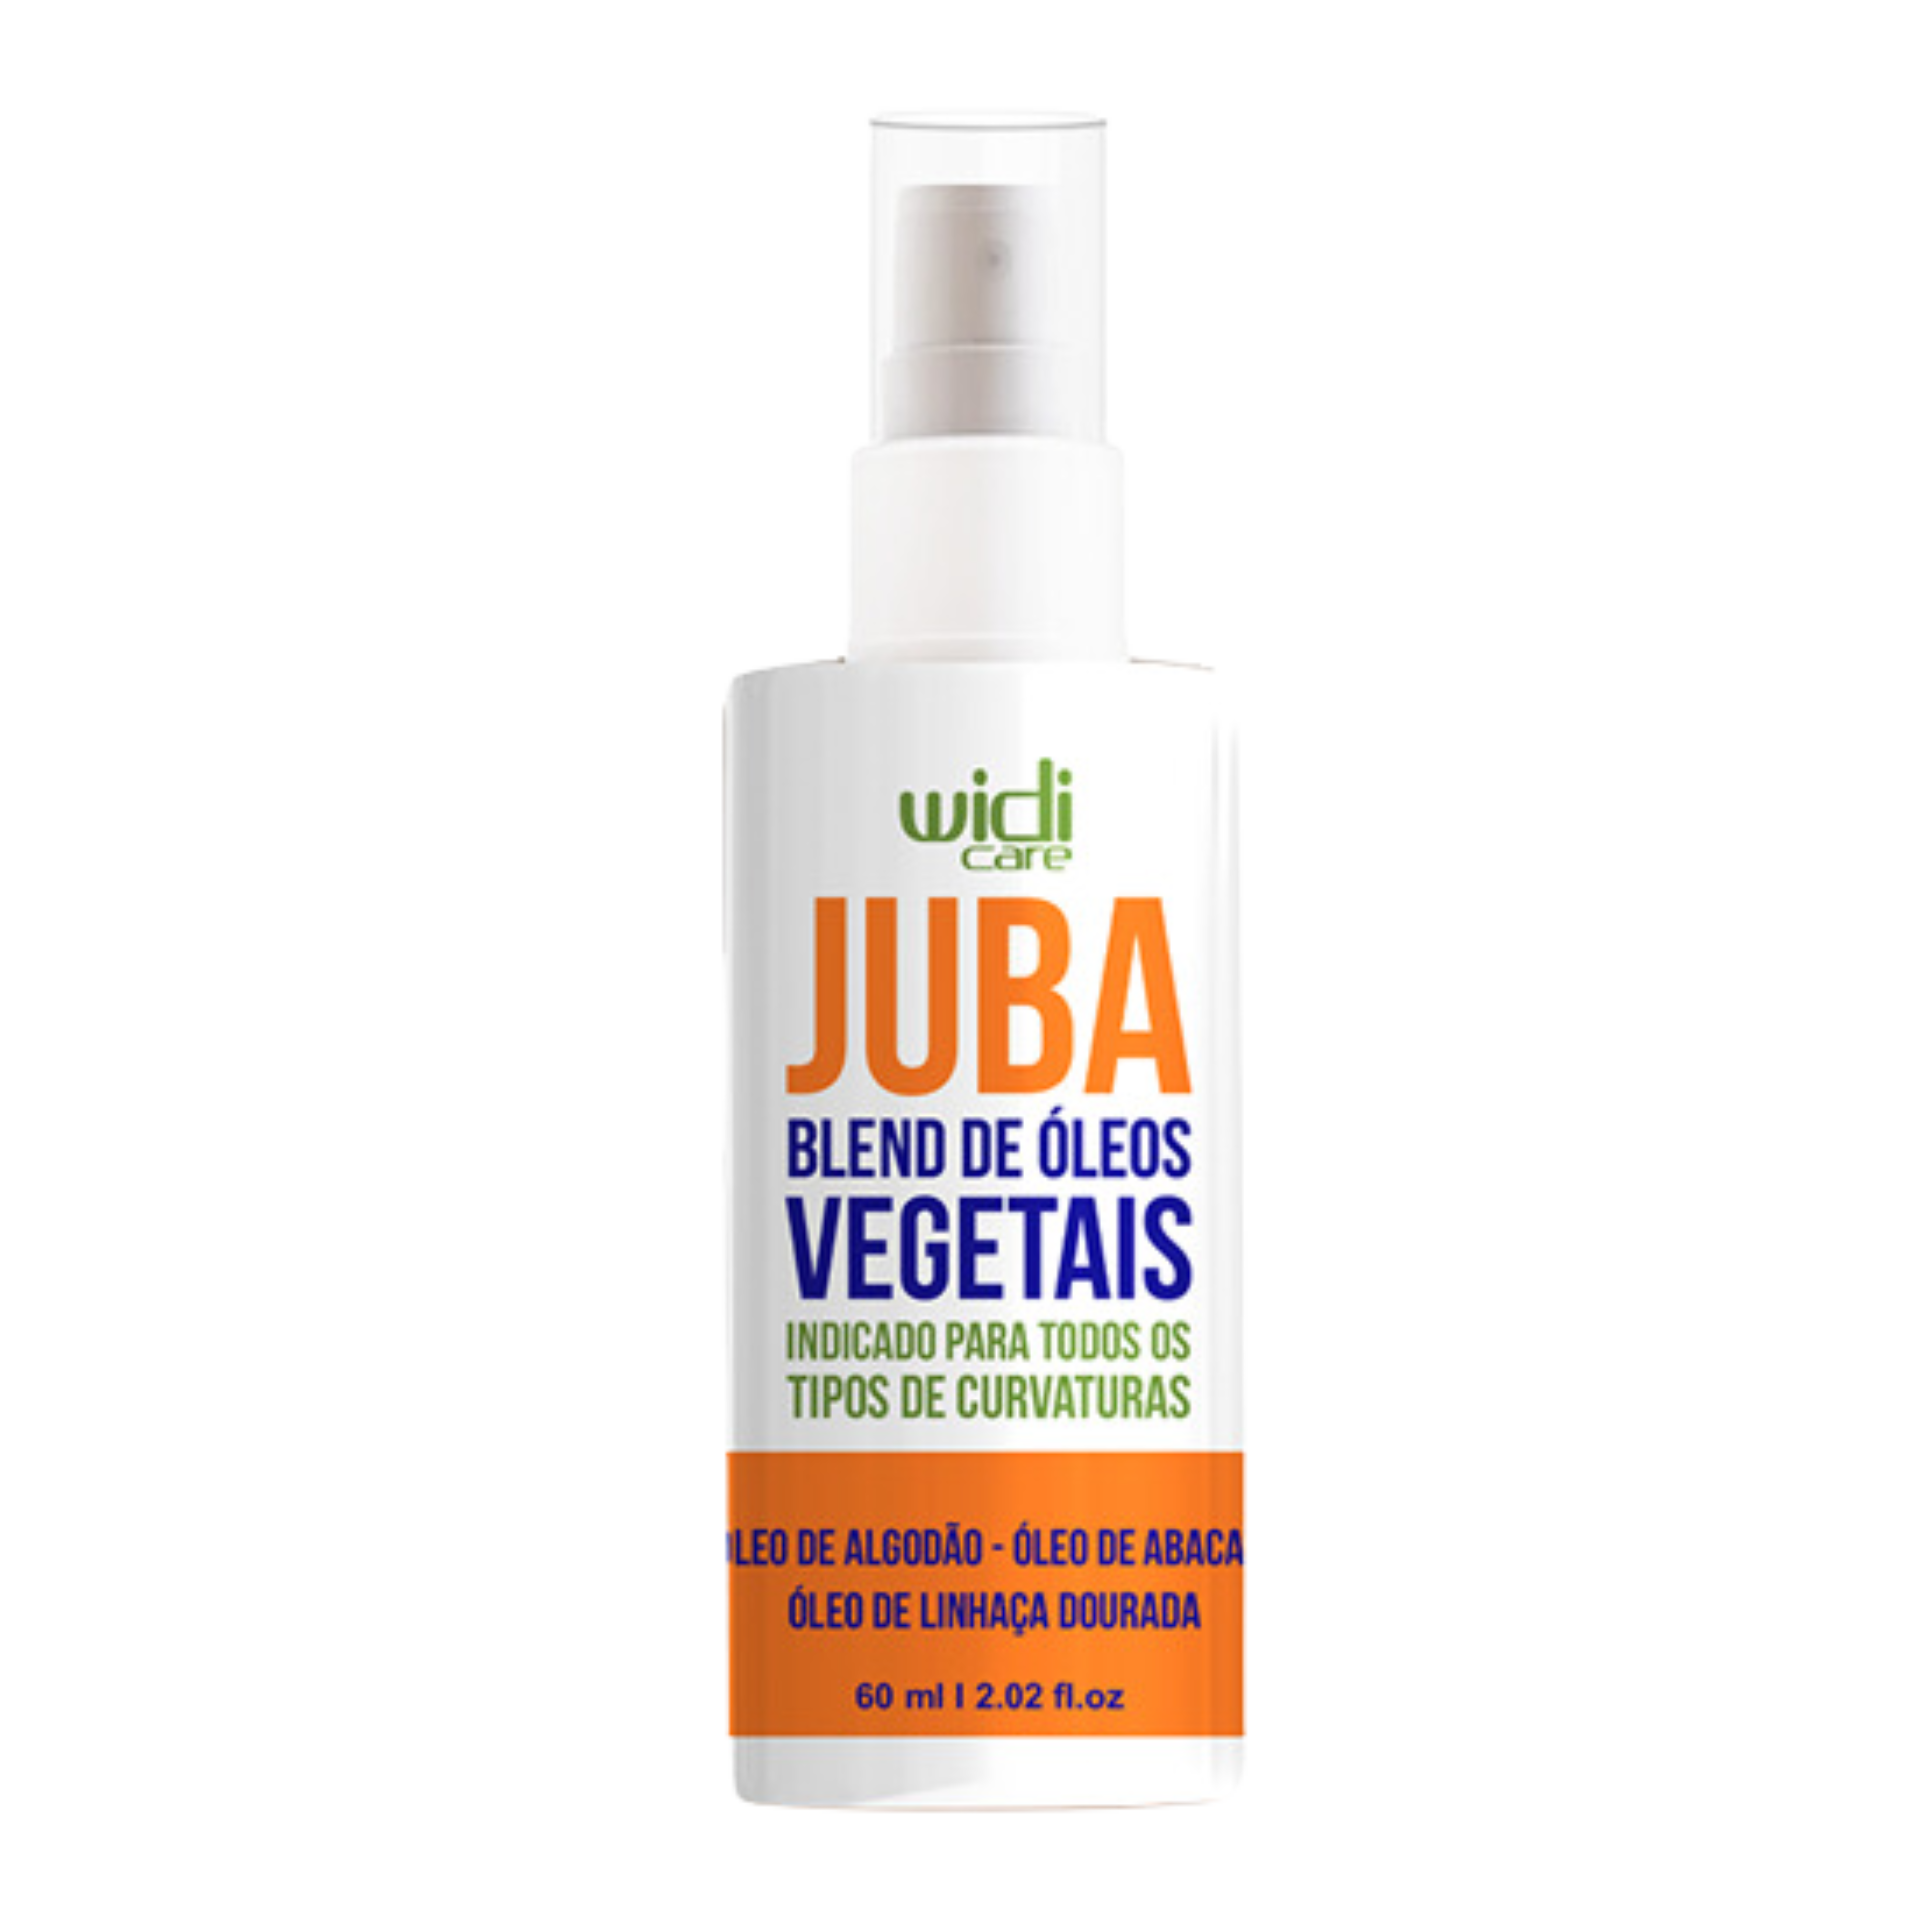 widi
care
JUBA
BLEND DE ÓLEOS
VEGETAIS
INDICADO PARA TODOS OS
TIPOS DE CURVATURAS
LEO DE ALGODÃO - ÓLEO DE ABACA
ÓLEO DE LINHAÇA DOURADA
60 ml I 2.02 fl.oz